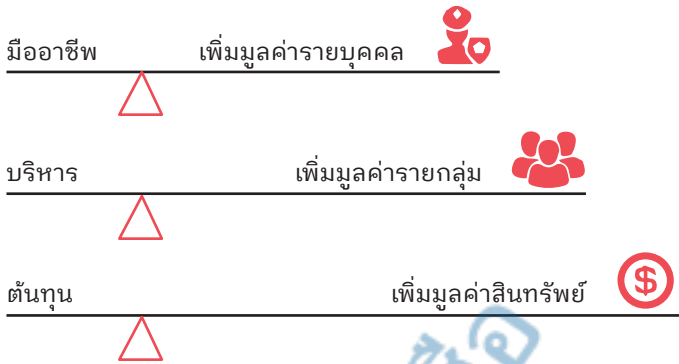 มืออาชีพ เพิ่มมูลค่ารายบุคคล
บริหาร เพิ่มมูลค่ารายกลุ่ม
ต้นทุน เพิ่มมูลค่าสินทรัพย์
$